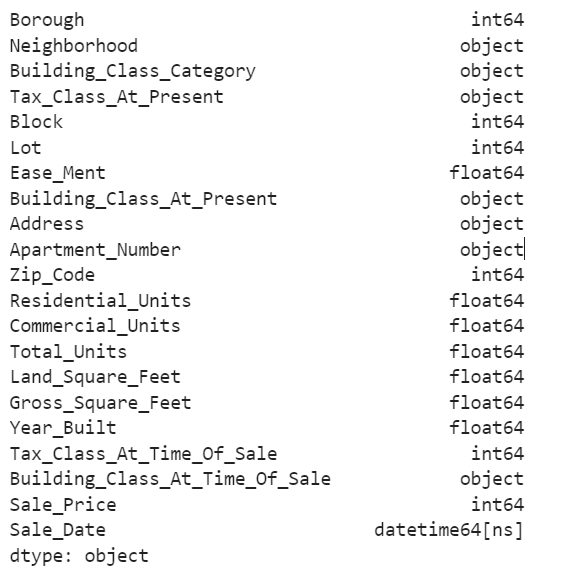 Borough int64
Neighborhood object
Building_Class_Category object
Tax_Class_At_Present object
Block int64
Lot int64
Ease_Ment float64
Building_Class_At_Present object
Address object
Apartment_Number object
Zip_Code int64
Residential_Units float64
Commercial_Units float64
Total_Units float64
Land_Square_Feet float64
Gross_Square_Feet float64
Year_Built float64
Tax_Class_At_Time_Of_Sale int64
Building_Class_At_Time_Of_Sale object
Sale_Price int64
Sale_Date datetime64[ns]
dtype: object